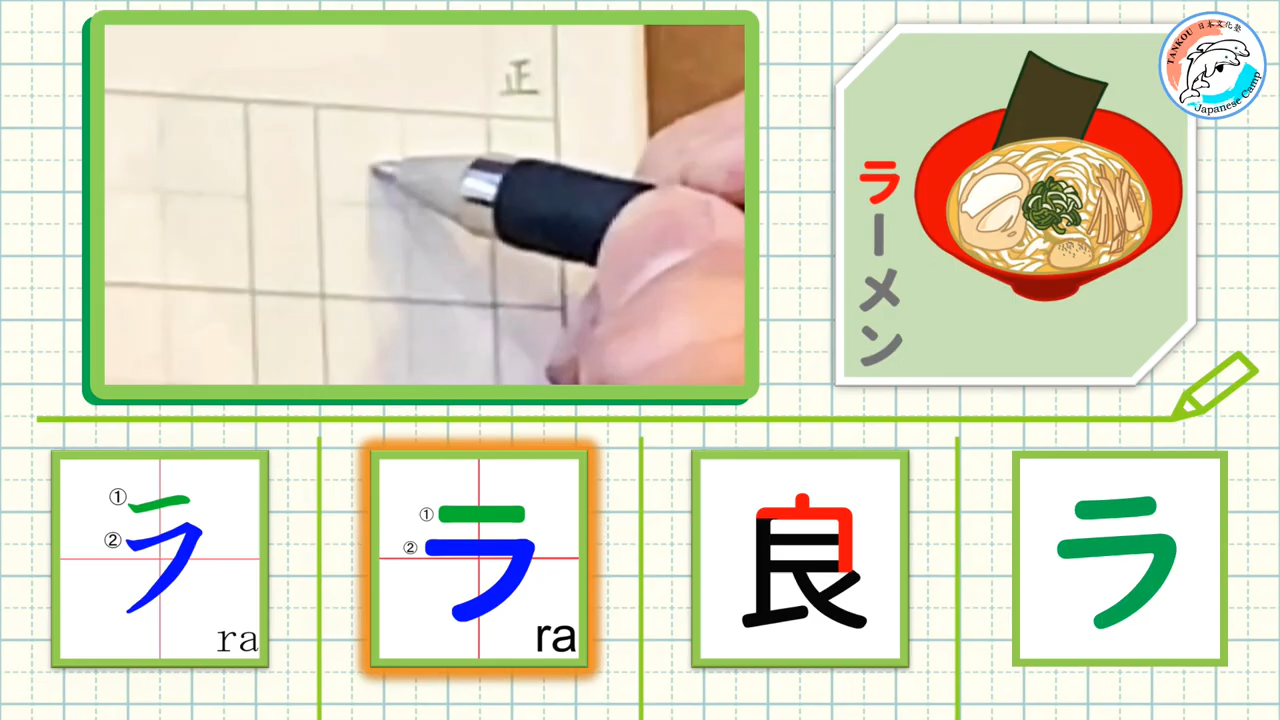 正
ラーメン
TANKOU 日本文化塾
Japanese Camp
① ラ
②
ra
① ラ
②
ra
良
ラ